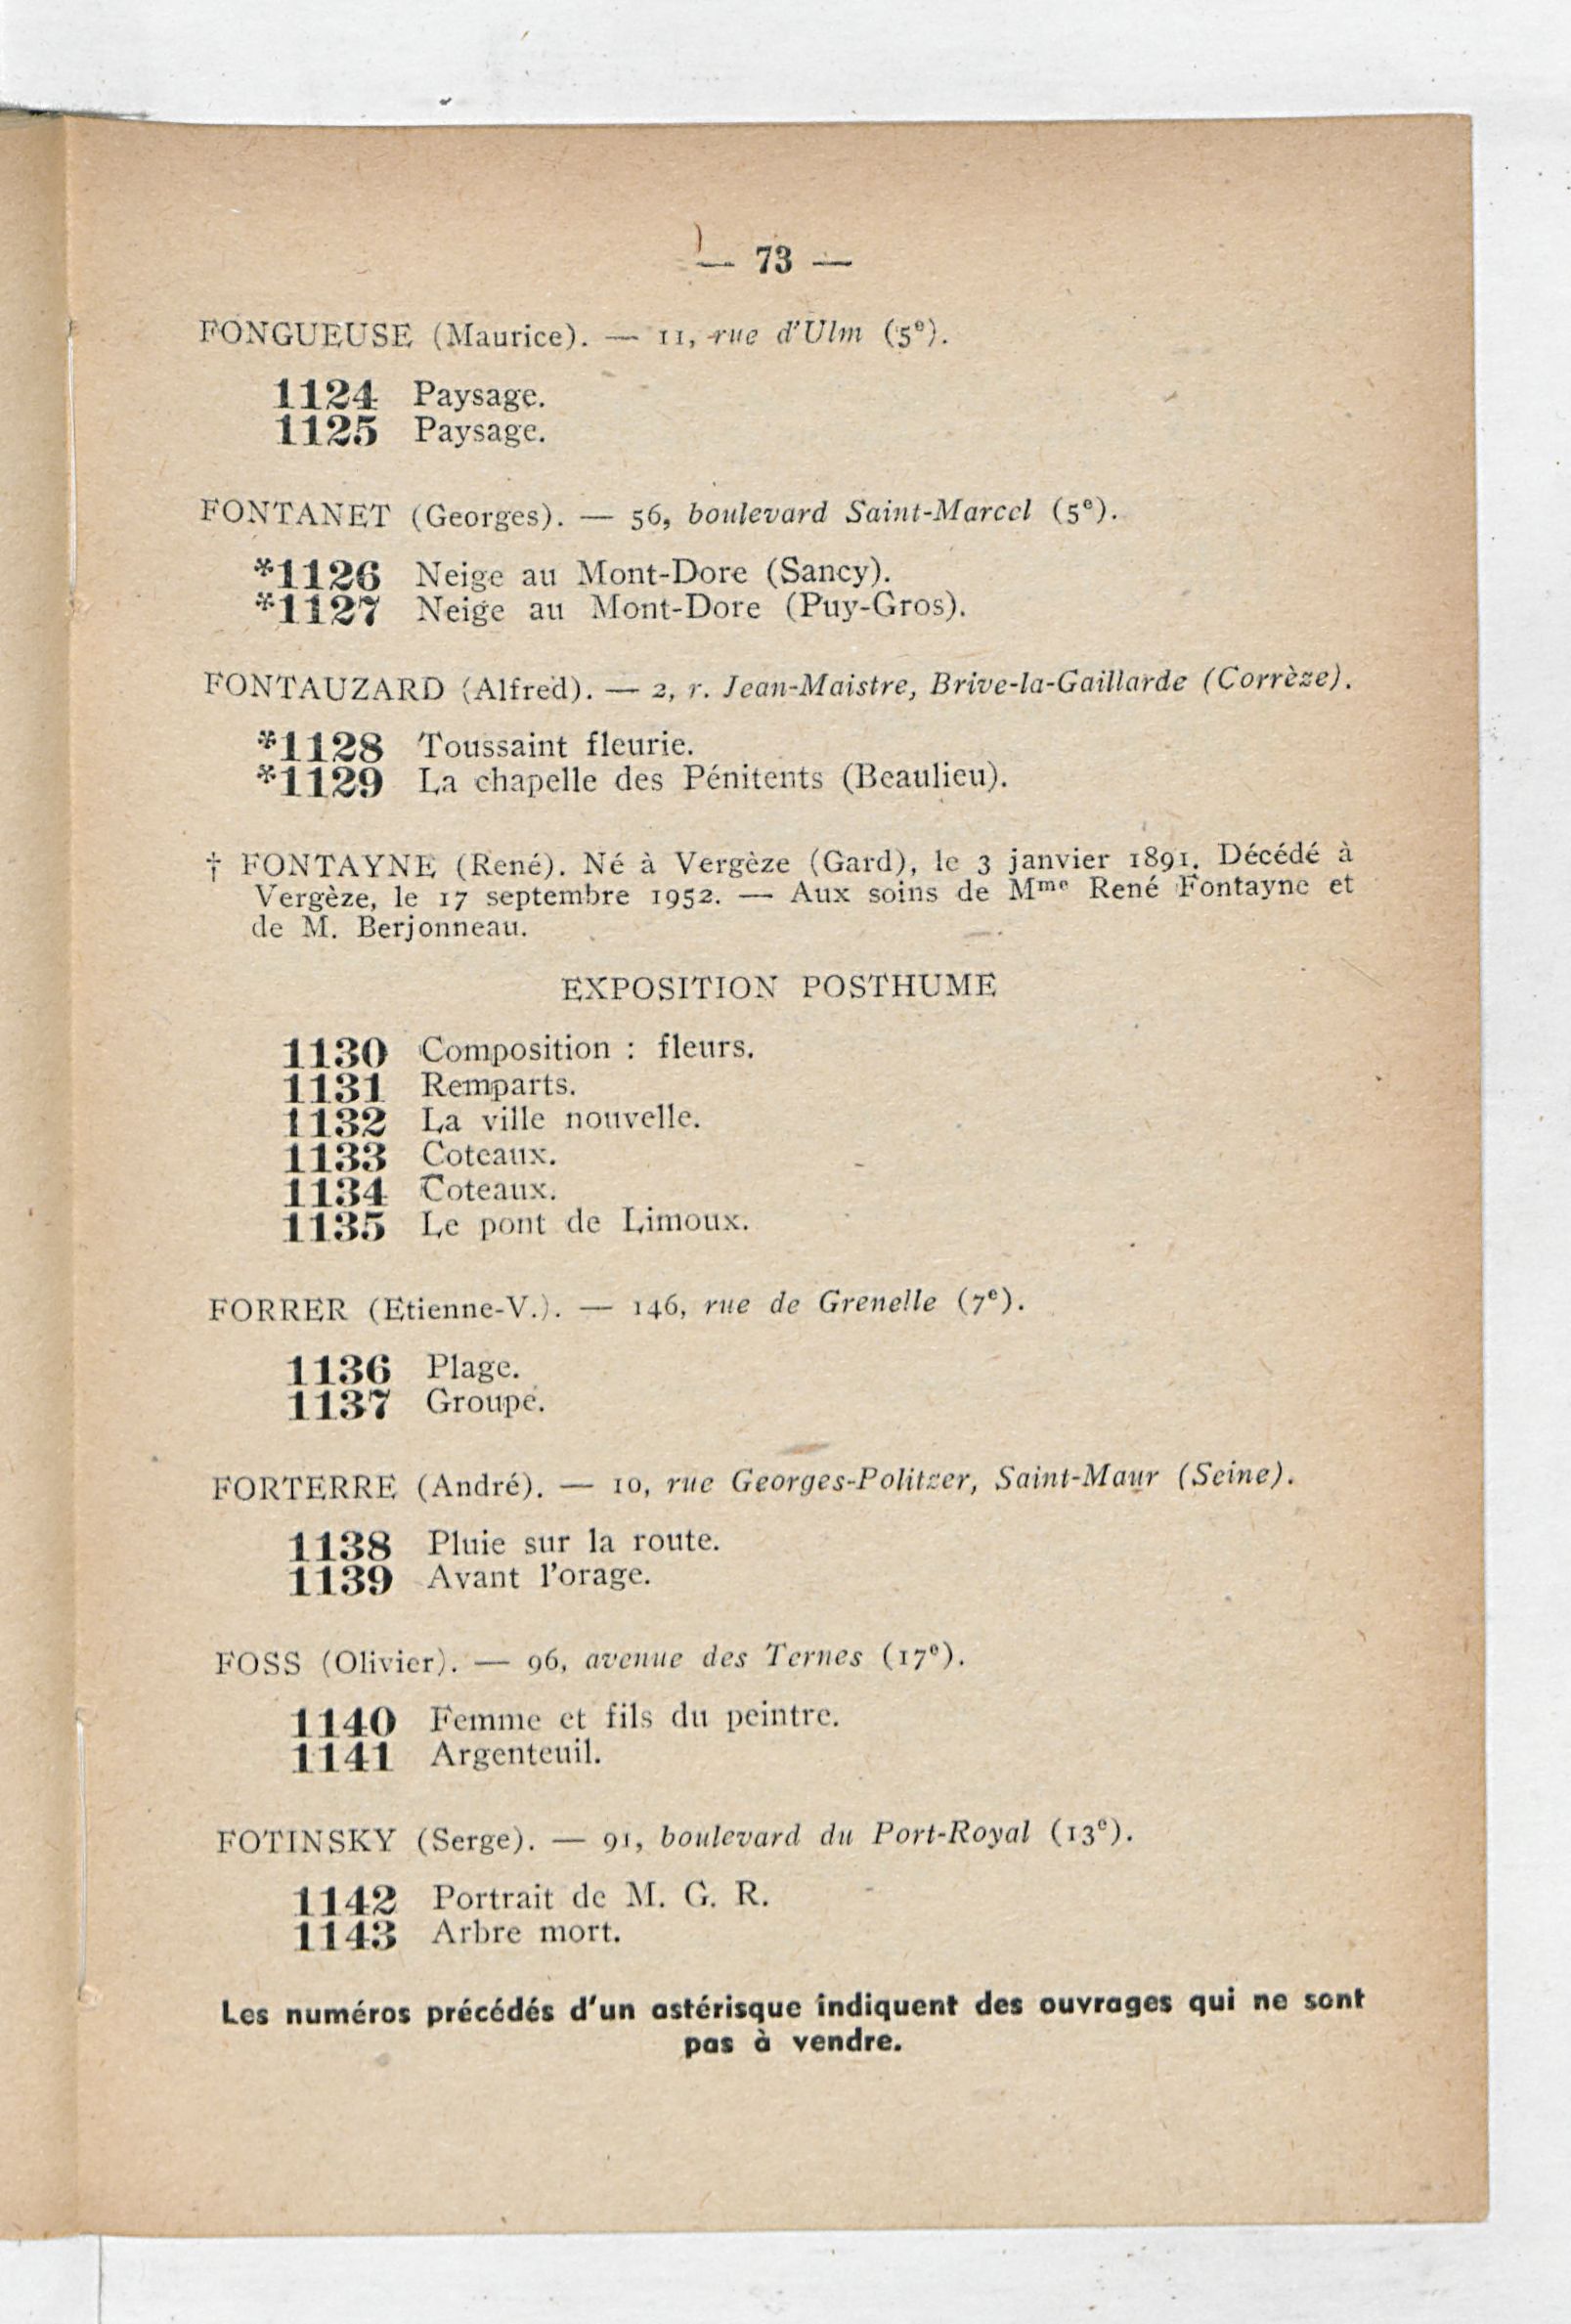 — 73 —
FONGUEUSE (Maurice). — 11, rue d'Ulm (5e).
1124 Paysage.
1125 Paysage.
FONTANET (Georges). — 56, boulevard Saint-Marcel (5e).
*1126 Neige au Mont-Dore (Sancy).
*1127 Neige au Mont-Dore (Puy-Gros).
FONTAUZARD (Alfred). — 2, r. Jean-Maistre, Brive-la-Gaillarde (Corrèze).
*1128 Toussaint fleurie.
*1129 La chapelle des Pénitents (Beaulieu).
† FONTAYNE (René). Né à Vergèze (Gard), le 3 janvier 1891. Décédé à
Vergèze, le 17 septembre 1952. — Aux soins de Mme René Fontayne et
de M. Berjonneau.
EXPOSITION POSTHUME
1130 Composition : fleurs.
1131 Remparts.
1132 La ville nouvelle.
1133 Coteaux.
1134 Coteaux.
1135 Le pont de Limoux.
FORRER (Etienne-V.). — 146, rue de Grenelle (7e).
1136 Plage.
1137 Groupe.
FORTERRE (André). — 10, rue Georges-Politzer, Saint-Maur (Seine).
1138 Pluie sur la route.
1139 Avant l'orage.
FOSS (Olivier). — 96, avenue des Ternes (17e).
1140 Femme et fils du peintre.
1141 Argenteuil.
FOTINSKY (Serge). — 91, boulevard du Port-Royal (13e).
1142 Portrait de M. G. R.
1143 Arbre mort.
Les numéros précédés d'un astérisque indiquent des ouvrages qui ne sont
pas à vendre.